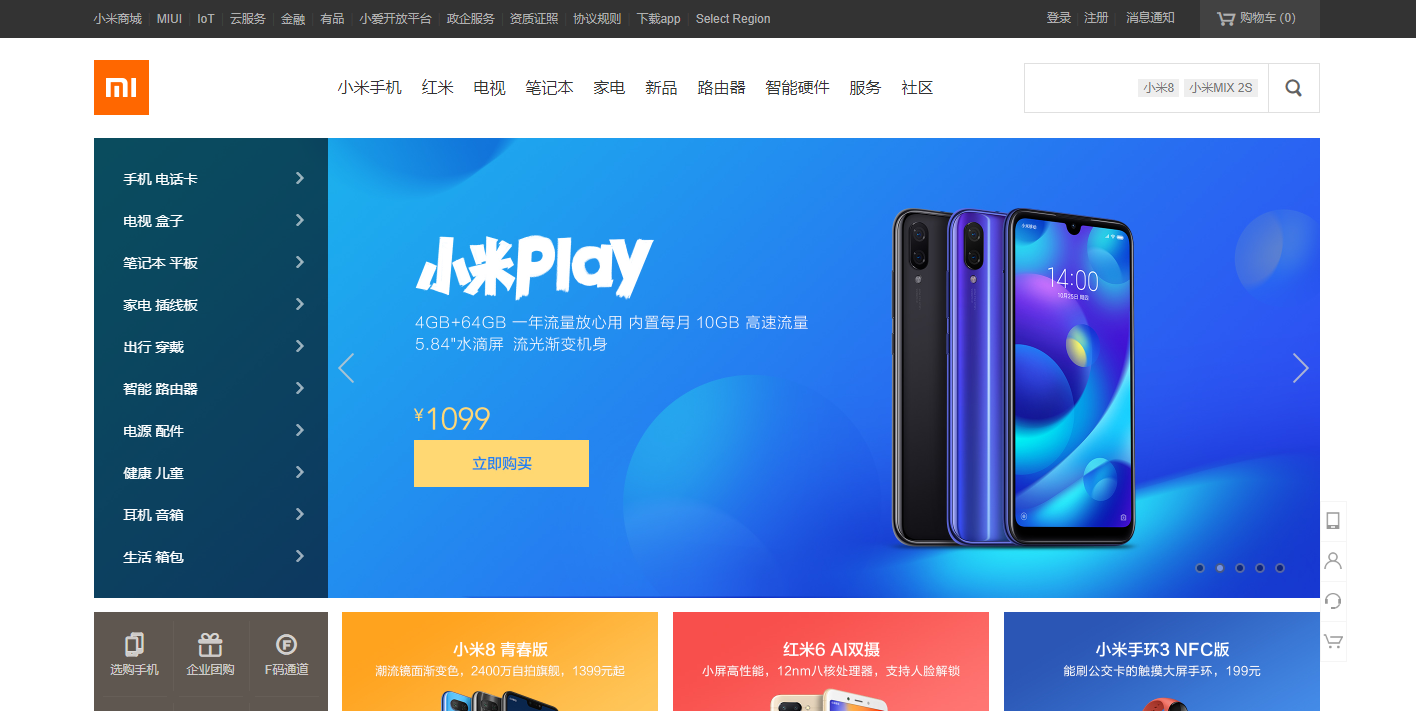 小米商城 MIUI IoT 云服务 金融 有品 小爱开放平台 政企服务 资质证照 协议规则 下载app Select Region 登录 注册 消息通知 购物车 (0)
mi 小米手机 红米 电视 笔记本 家电 新品 路由器 智能硬件 服务 社区 小米8 小米MIX 2S
手机 电话卡
电视 盒子
笔记本 平板
家电 插线板
出行 穿戴
智能 路由器
电源 配件
健康 儿童
耳机 音箱
生活 箱包
小米Play
4GB+64GB 一年流量放心用 内置每月 10GB 高速流量
5.84"水滴屏 流光渐变机身
¥1099
立即购买
14:00
选购手机 企业团购 F码通道
小米8 青春版
潮流镜面渐变色，2400万自拍旗舰，1399元起
红米6 AI双摄
小屏高性能，12nm八核处理器，支持人脸解锁
小米手环3 NFC版
能刷公交卡的触摸大屏手环，199元